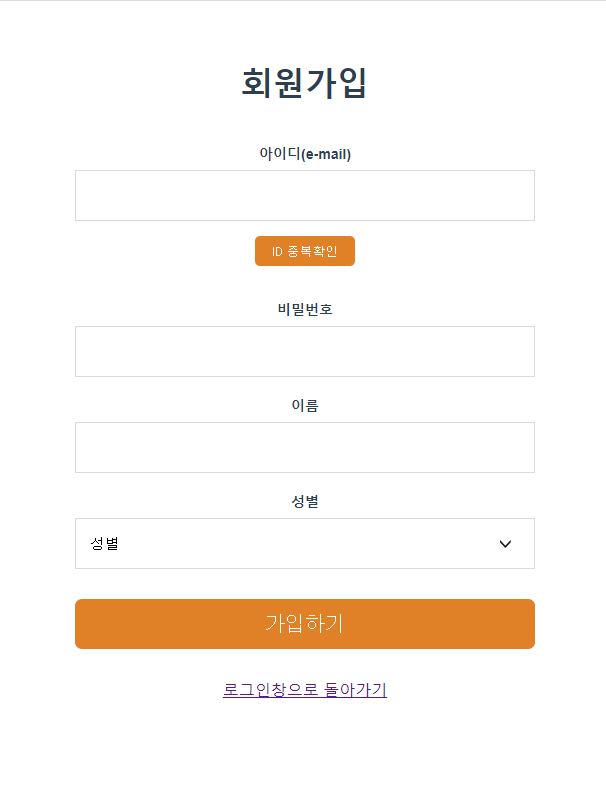 회원가입
아이디(e-mail)
ID 중복확인
비밀번호
이름
성별
성별
가입하기
로그인창으로 돌아가기